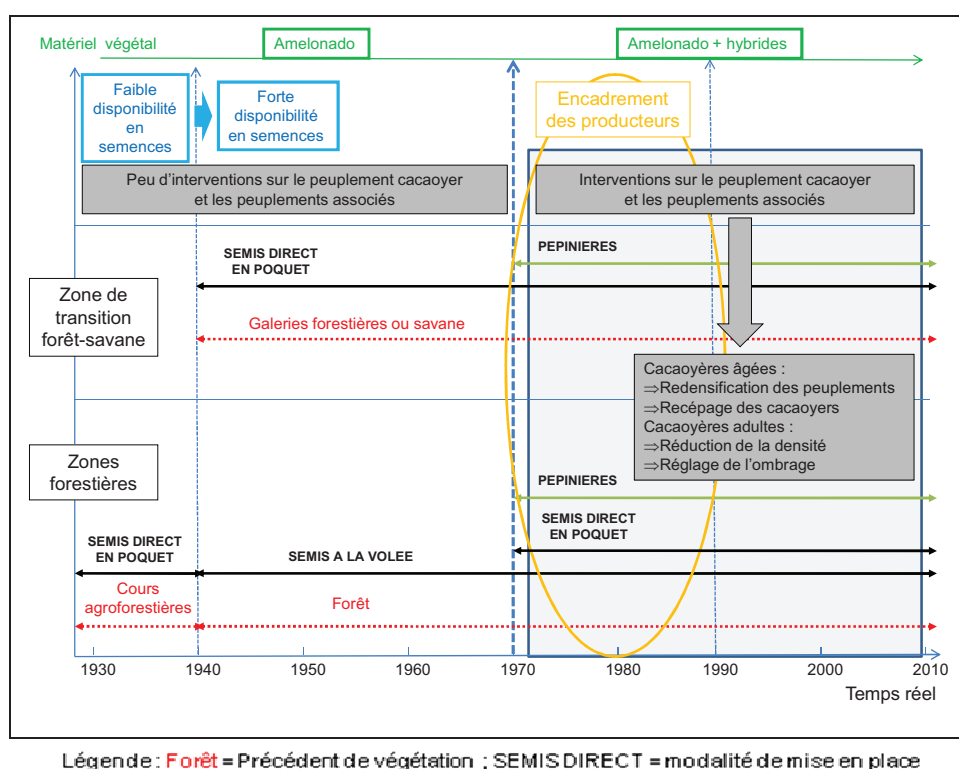 Matériel végétal
Amelonado
Amelonado + hybrides
Faible
disponibilité
en
semences
Forte
disponibilité
en semences
Encadrement
des producteurs
Peu d'interventions sur le peuplement cacaoyer
et les peuplements associés
Interventions sur le peuplement cacaoyer
et les peuplements associés
SEMIS DIRECT
EN POQUET
PEPINIERES
Zone de
transition
forêt-savane
Galeries forestières ou savane
Cacaoyères âgées :
⇒Redensification des peuplements
⇒Recépage des cacaoyers
Cacaoyères adultes :
⇒Réduction de la densité
⇒Réglage de l'ombrage
Zones
forestières
PEPINIERES
SEMIS DIRECT
EN POQUET
SEMIS DIRECT
EN POQUET
SEMIS A LA VOLEE
Cours
agroforestières
Forêt
1930 1940 1950 1960 1970 1980 1990 2000 2010
Temps réel
Légende : Forêt = Précédent de végétation ; SEMIS DIRECT = modalité de mise en place